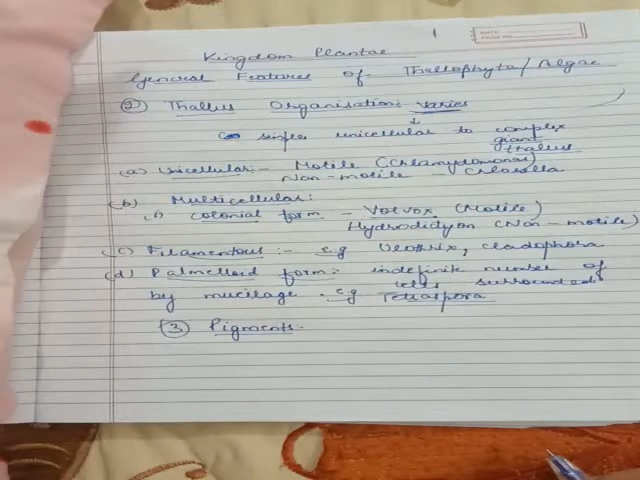 Kingdom Plantae
General Features of Thallophyta/Algae
(2) Thallus Organisation: Varies
single unicellular to complex
giant
thallus
(a) Unicellular:- Motile (Chlamydomonas)
Non-motile - Chlorella
(b) Multicellular:
(i) colonial form - Volvox (Motile)
Hydrodictyon (Non-motile)
(c) Filamentous:- e.g Ulothrix, cladophora
(d) Palmelloid form: indefinite number of
cells surrounded
by mucilage. e.g Tetraspora
(3) Pigments:-